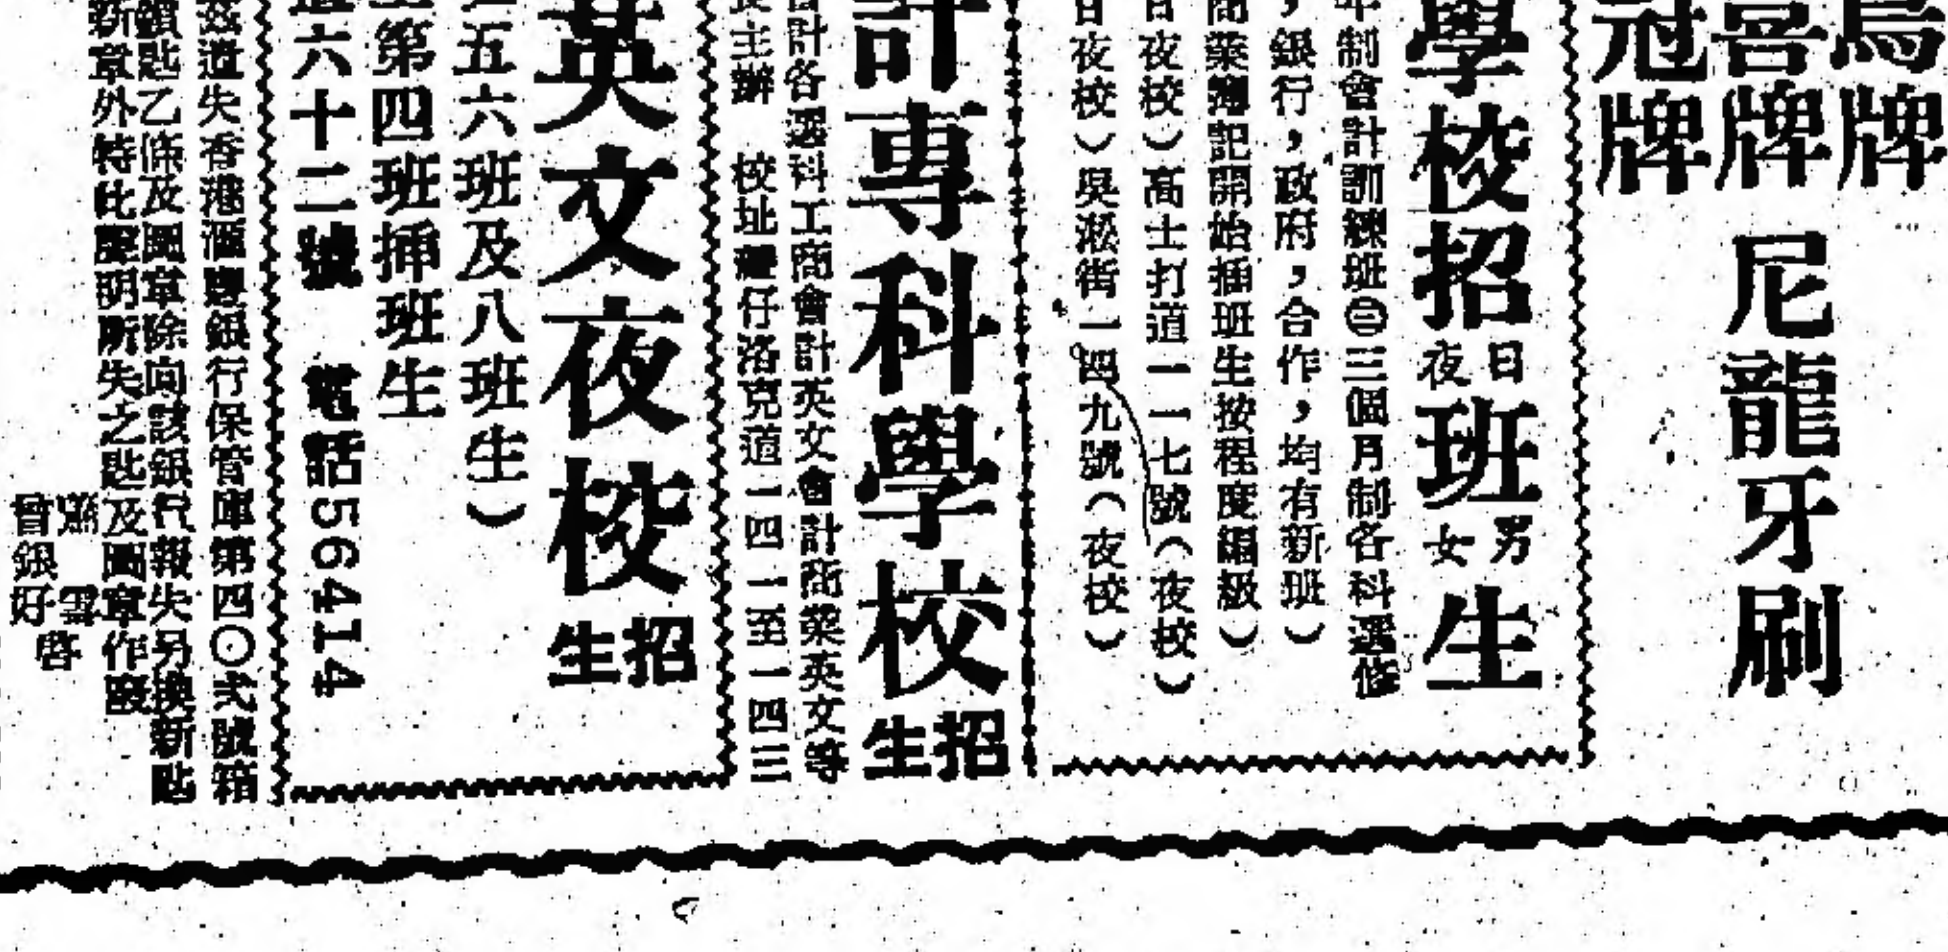 鳥牌
喜牌
冠牌
尼龍牙刷
學校招日夜班男女生
年制會計訓練班㊂三個月制各科選修
，銀行，政府，合作，均有新班）
商業簿記開始插班生按程度編級）
日夜校）高士打道一一七號（夜校）
日夜校）吳淞街一四九號（夜校）
計專科學校招生
會計各選科工商會計英文會計商業英文等
長主辦　校址灣仔洛克道一四一至一四三
英文夜校招生
五六班及八班生）
第四班插班生
道六十二號　電話56414
茲遺失香港滙豐銀行保管庫第四〇弍號箱
鎖匙乙條及圖章除向該銀行報失另換新匙
新章外特此聲明所失之匙及圖章作廢
雲
曾銀好
啓